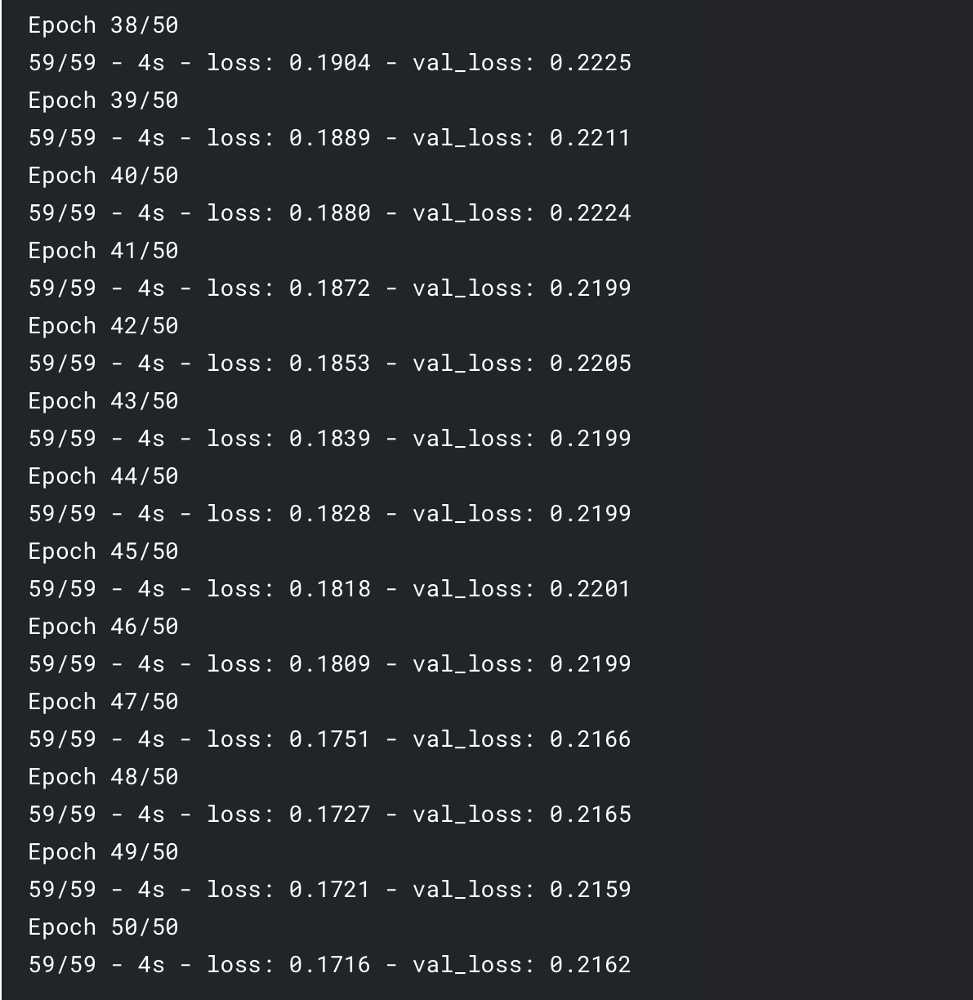 Epoch 38/50
59/59 - 4s - loss: 0.1904 - val_loss: 0.2225
Epoch 39/50
59/59 - 4s - loss: 0.1889 - val_loss: 0.2211
Epoch 40/50
59/59 - 4s - loss: 0.1880 - val_loss: 0.2224
Epoch 41/50
59/59 - 4s - loss: 0.1872 - val_loss: 0.2199
Epoch 42/50
59/59 - 4s - loss: 0.1853 - val_loss: 0.2205
Epoch 43/50
59/59 - 4s - loss: 0.1839 - val_loss: 0.2199
Epoch 44/50
59/59 - 4s - loss: 0.1828 - val_loss: 0.2199
Epoch 45/50
59/59 - 4s - loss: 0.1818 - val_loss: 0.2201
Epoch 46/50
59/59 - 4s - loss: 0.1809 - val_loss: 0.2199
Epoch 47/50
59/59 - 4s - loss: 0.1751 - val_loss: 0.2166
Epoch 48/50
59/59 - 4s - loss: 0.1727 - val_loss: 0.2165
Epoch 49/50
59/59 - 4s - loss: 0.1721 - val_loss: 0.2159
Epoch 50/50
59/59 - 4s - loss: 0.1716 - val_loss: 0.2162